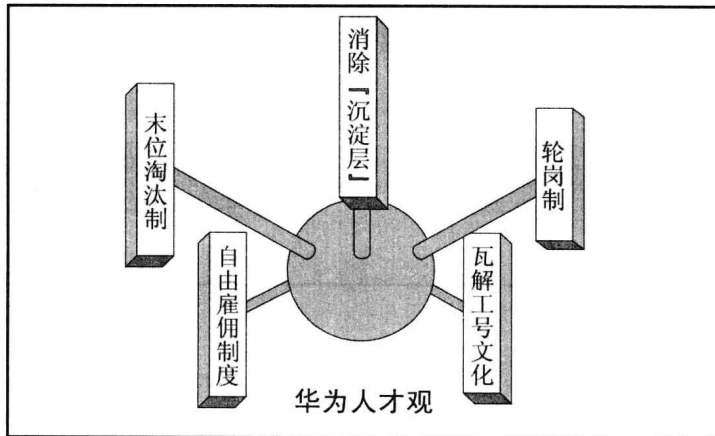 末位淘汰制
自由雇佣制度
消除『沉淀层』
瓦解工号文化
轮岗制
华为人才观